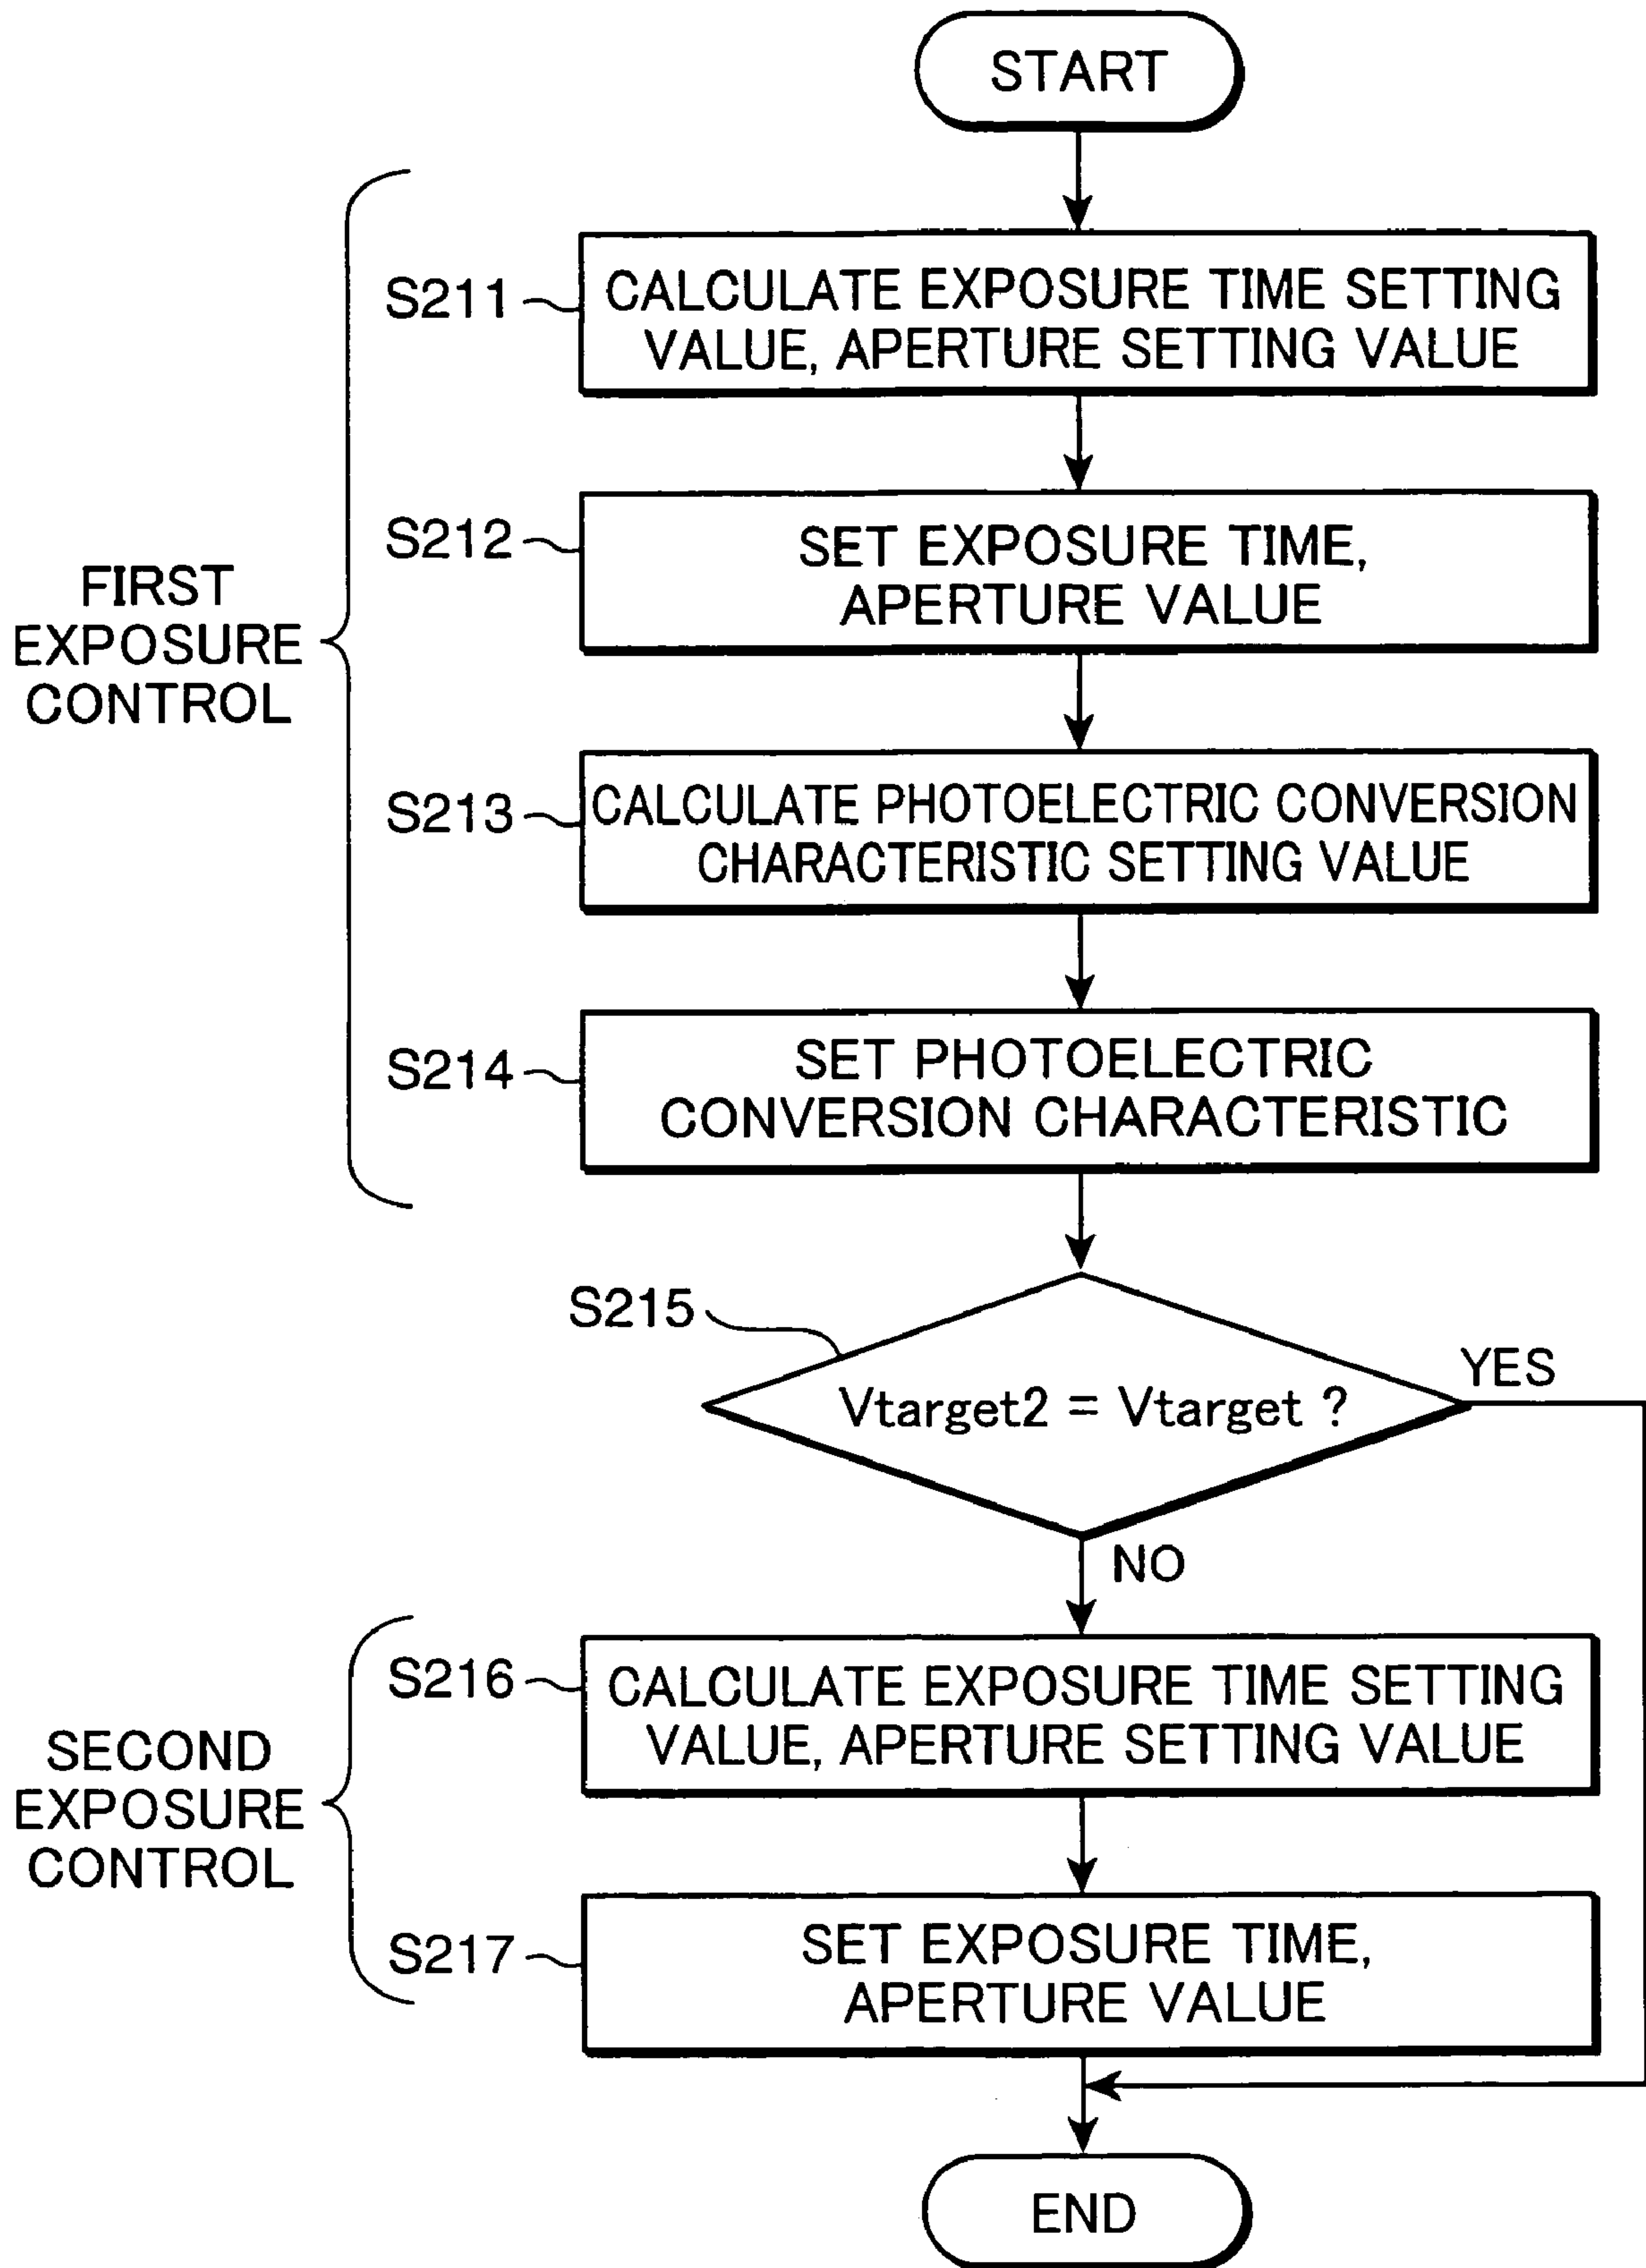 START
S211
CALCULATE EXPOSURE TIME SETTING
VALUE, APERTURE SETTING VALUE
S212
SET EXPOSURE TIME,
APERTURE VALUE
FIRST
EXPOSURE
CONTROL
S213
CALCULATE PHOTOELECTRIC CONVERSION
CHARACTERISTIC SETTING VALUE
S214
SET PHOTOELECTRIC
CONVERSION CHARACTERISTIC
S215
Vtarget2 = Vtarget ?
YES
NO
S216
CALCULATE EXPOSURE TIME SETTING
VALUE, APERTURE SETTING VALUE
SECOND
EXPOSURE
CONTROL
S217
SET EXPOSURE TIME,
APERTURE VALUE
END